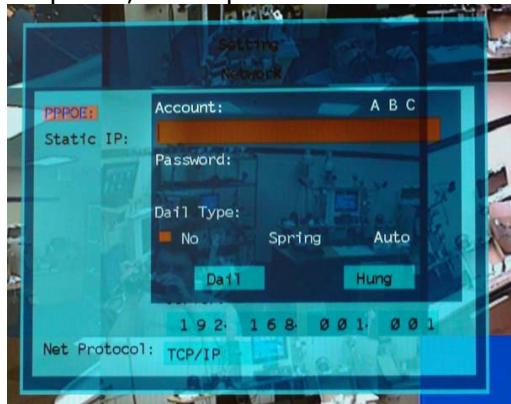 Setting
Network
PPPOE:
Account: A B C
Static IP:
Password:
Dail Type:
No Spring Auto
Dail Hung
192. 168. 001. 001
Net Protocol: TCP/IP